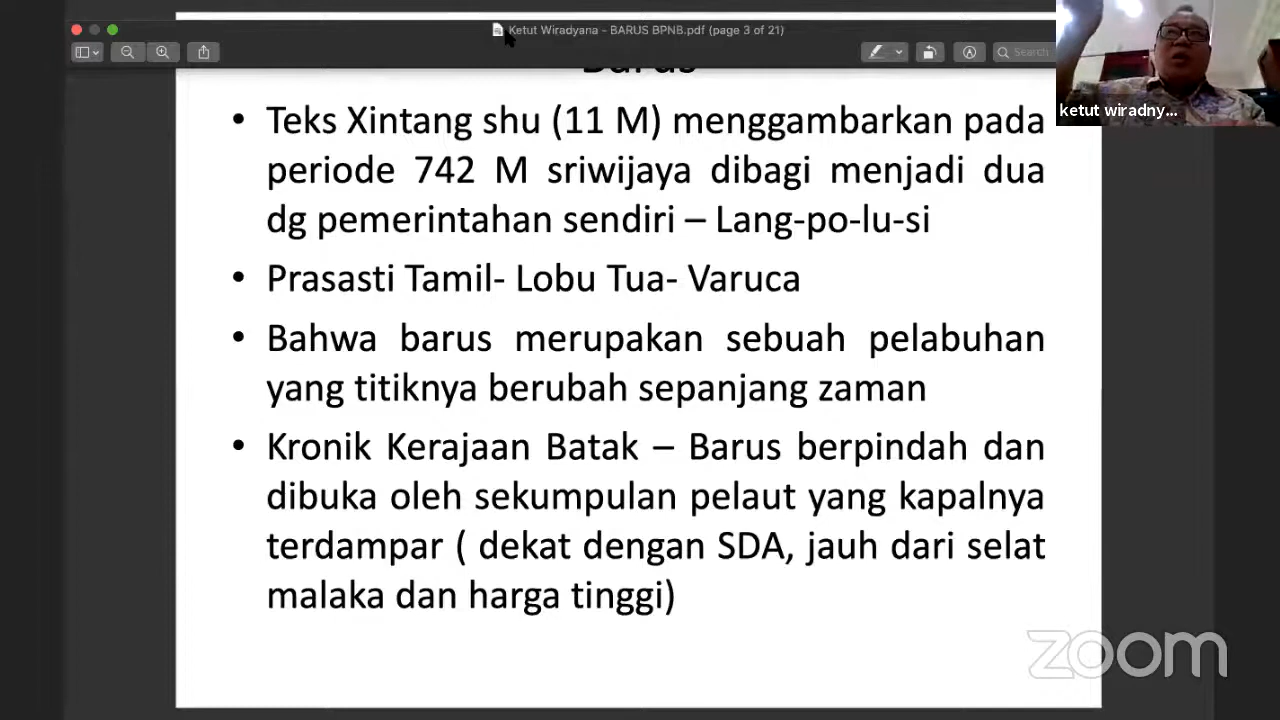 Ketut Wiradyana - BARUS BPNB.pdf (page 3 of 21)
Search
ketut wiradny...
Barus
• Teks Xintang shu (11 M) menggambarkan pada
periode 742 M sriwijaya dibagi menjadi dua
dg pemerintahan sendiri – Lang-po-lu-si
• Prasasti Tamil- Lobu Tua- Varuca
• Bahwa barus merupakan sebuah pelabuhan
yang titiknya berubah sepanjang zaman
• Kronik Kerajaan Batak – Barus berpindah dan
dibuka oleh sekumpulan pelaut yang kapalnya
terdampar ( dekat dengan SDA, jauh dari selat
malaka dan harga tinggi)
zoom